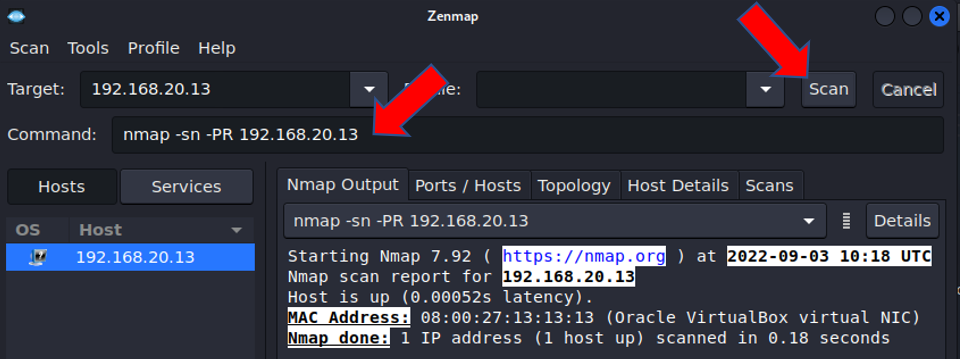 Zenmap
Scan Tools Profile Help
Target: 192.168.20.13 Scan Cancel
Command: nmap -sn -PR 192.168.20.13
Hosts Services
Nmap Output Ports / Hosts Topology Host Details Scans
OS Host
nmap -sn -PR 192.168.20.13 Details
192.168.20.13
Starting Nmap 7.92 ( https://nmap.org ) at 2022-09-03 10:18 UTC
Nmap scan report for 192.168.20.13
Host is up (0.00052s latency).
MAC Address: 08:00:27:13:13:13 (Oracle VirtualBox virtual NIC)
Nmap done: 1 IP address (1 host up) scanned in 0.18 seconds